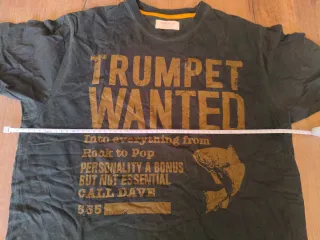 TRUMPET
WANTED
Into everything from
Rock to Pop
PERSONALITY A BONUS
BUT NOT ESSENTIAL
CALL DAVE
555